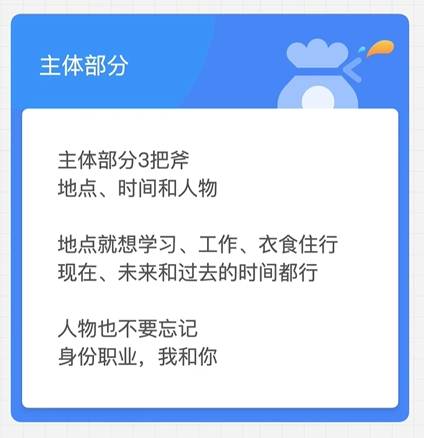 主体部分
主体部分3把斧
地点、时间和人物
地点就想学习、工作、衣食住行
现在、未来和过去的时间都行
人物也不要忘记
身份职业，我和你